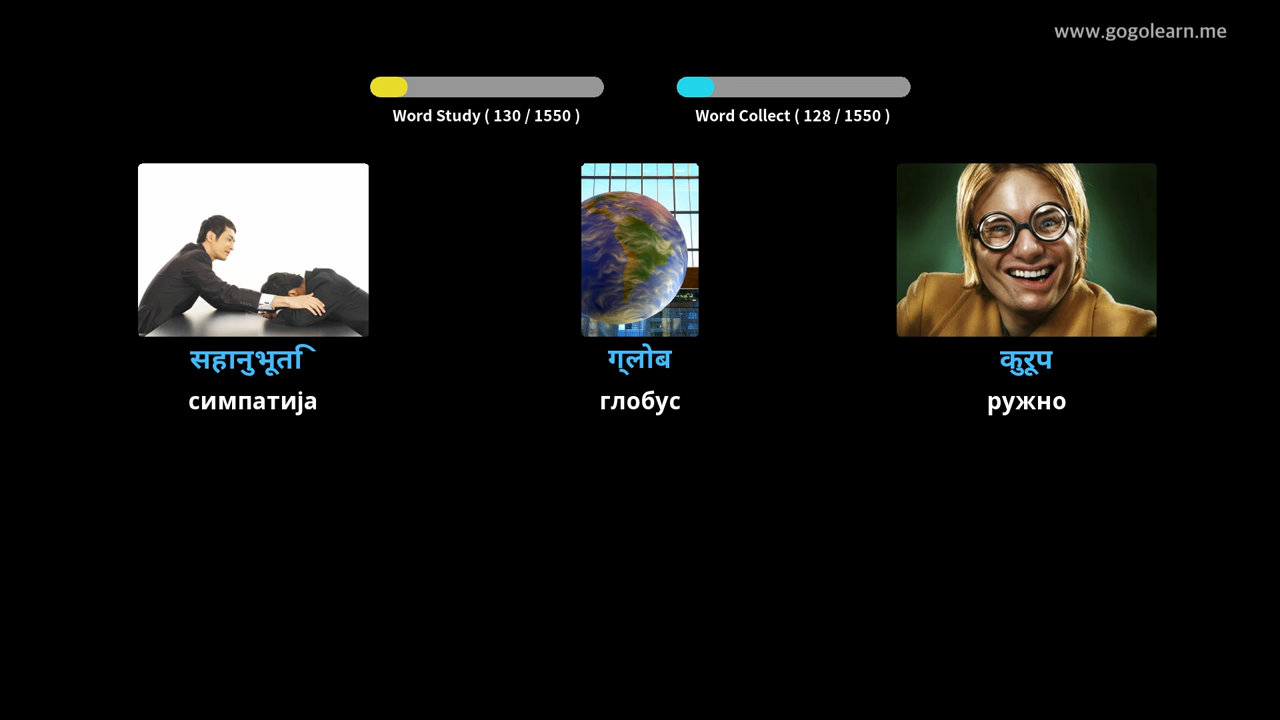 www.gogolearn.me
Word Study ( 130 / 1550 )
Word Collect ( 128 / 1550 )
सहानुभूति
ग्लोब
कुरूप
симпатија
глобус
ружно